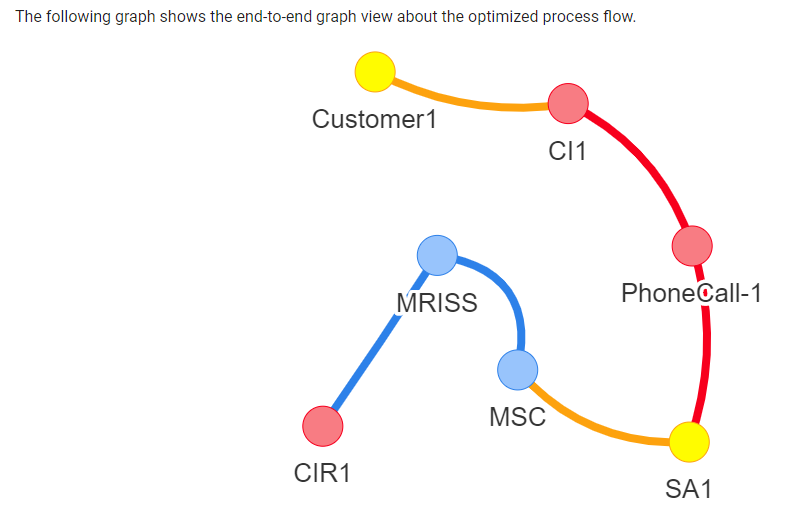 The following graph shows the end-to-end graph view about the optimized process flow.
Customer1
CI1
PhoneCall-1
MRISS
MSC
CIR1
SA1